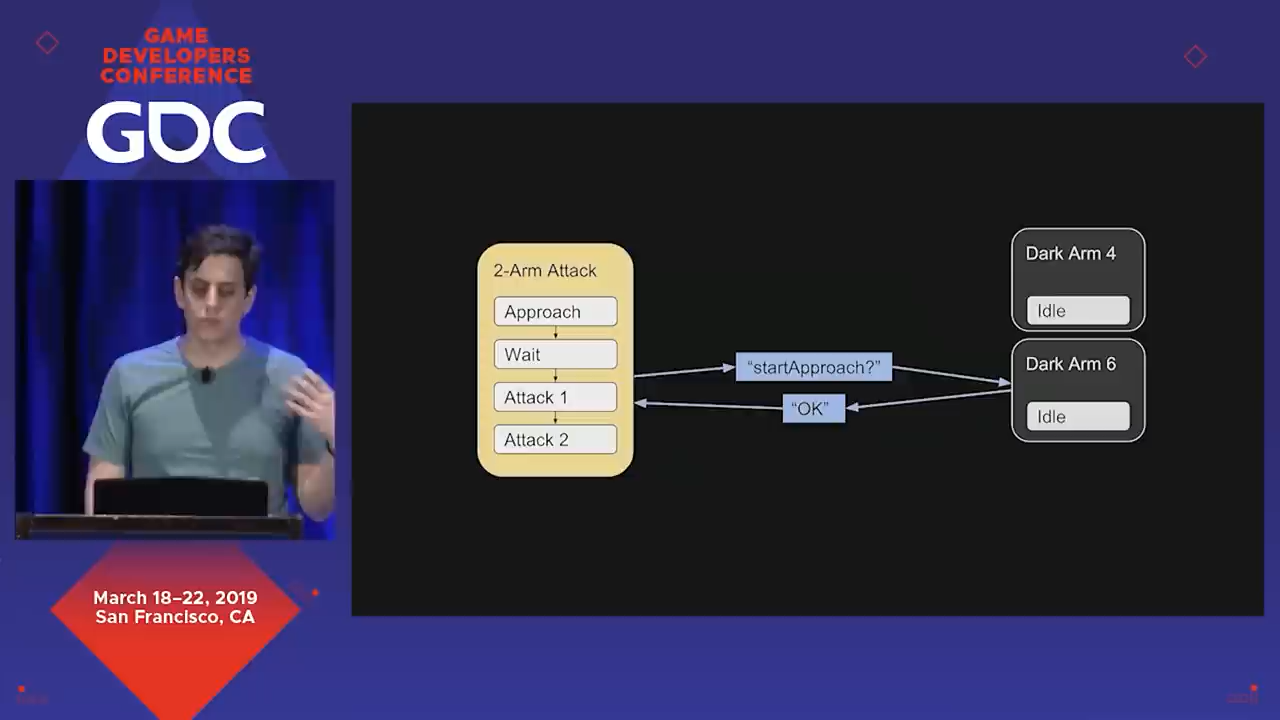 GAME
DEVELOPERS
CONFERENCE
GDC
March 18–22, 2019
San Francisco, CA
2-Arm Attack
Approach
Wait
Attack 1
Attack 2
“startApproach?”
“OK”
Dark Arm 4
Idle
Dark Arm 6
Idle